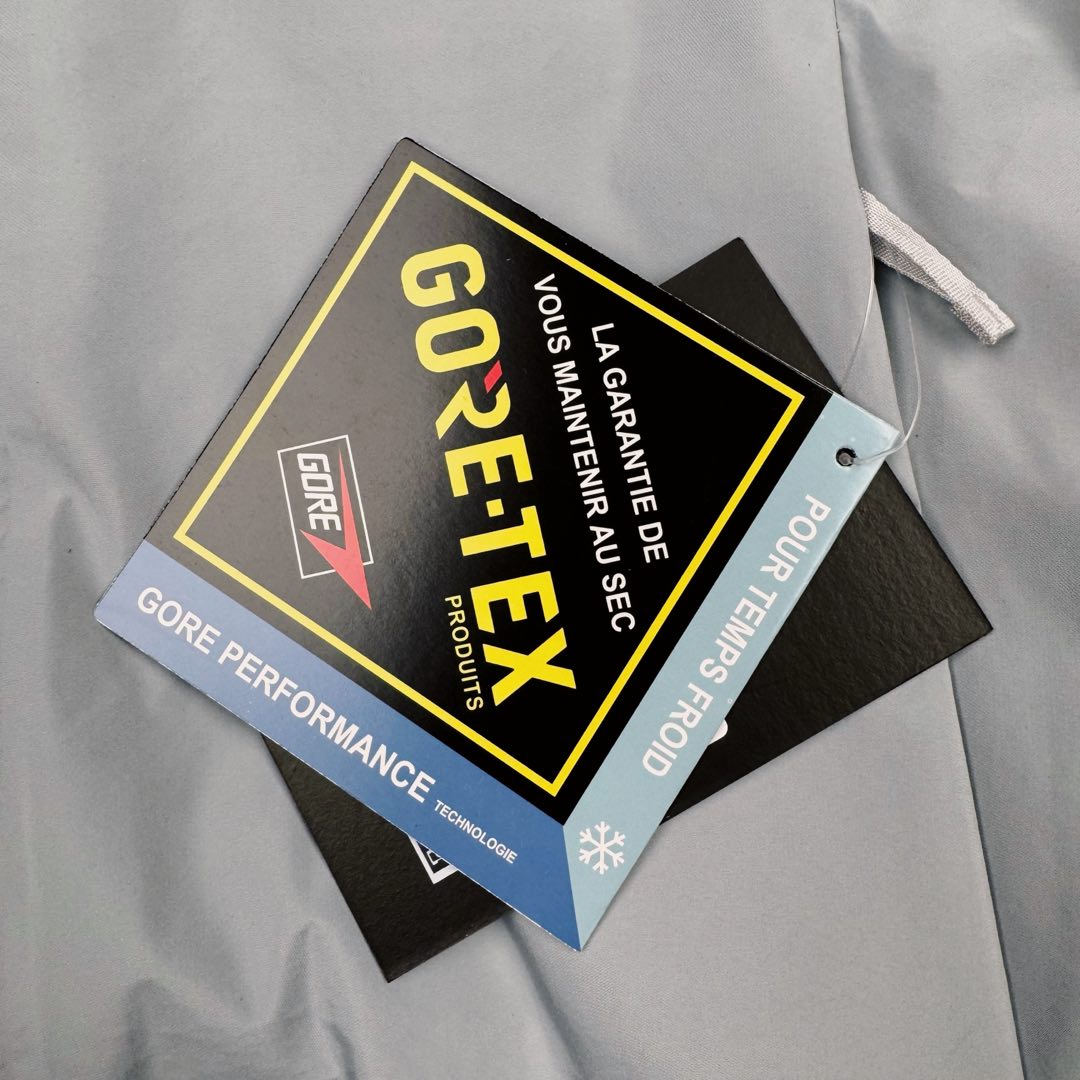 LA GARANTIE DE
VOUS MAINTENIR AU SEC
GORE-TEX
PRODUITS
GORE
POUR TEMPS FROID
GORE PERFORMANCE TECHNOLOGIE